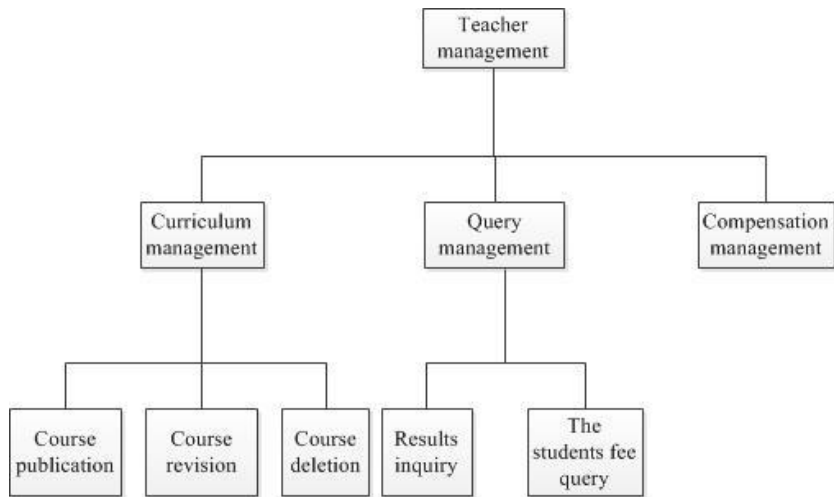 Teacher
management
Curriculum
management
Query
management
Compensation
management
Course
publication
Course
revision
Course
deletion
Results
inquiry
The
students fee
query